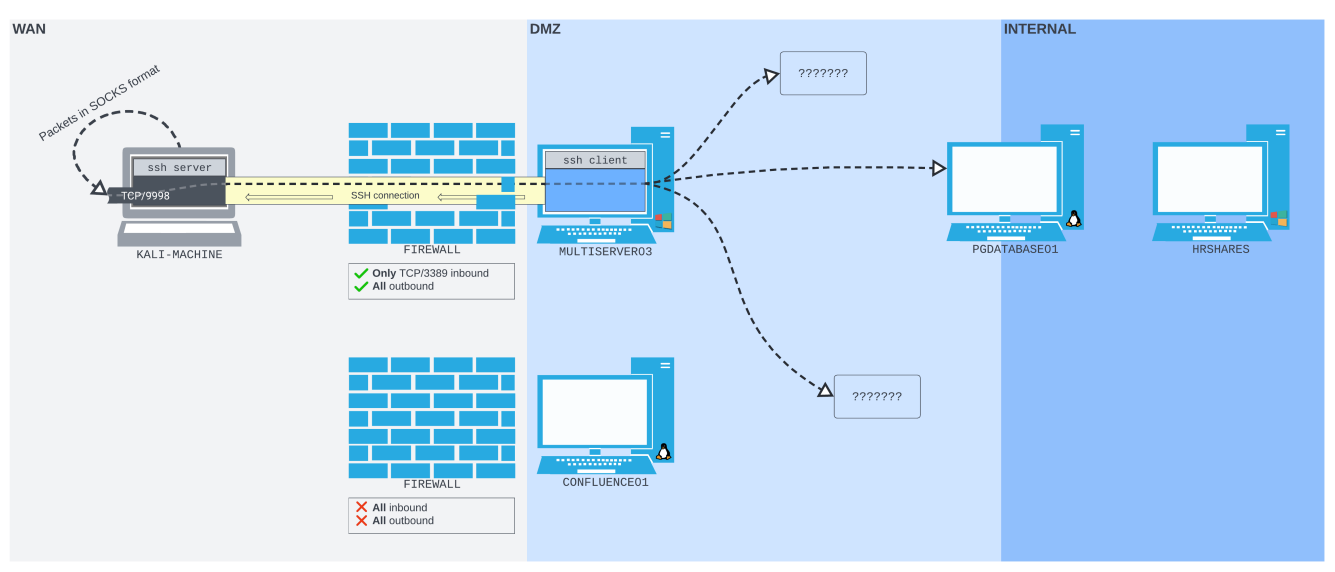 WAN
DMZ
INTERNAL
Packets in SOCKS format
???????
ssh server
TCP/9998
SSH connection
ssh client
KALI-MACHINE
FIREWALL
MULTISERVER03
PGDATABASE01
HRSHARES
Only TCP/3389 inbound
All outbound
???????
FIREWALL
CONFLUENCE01
All inbound
All outbound